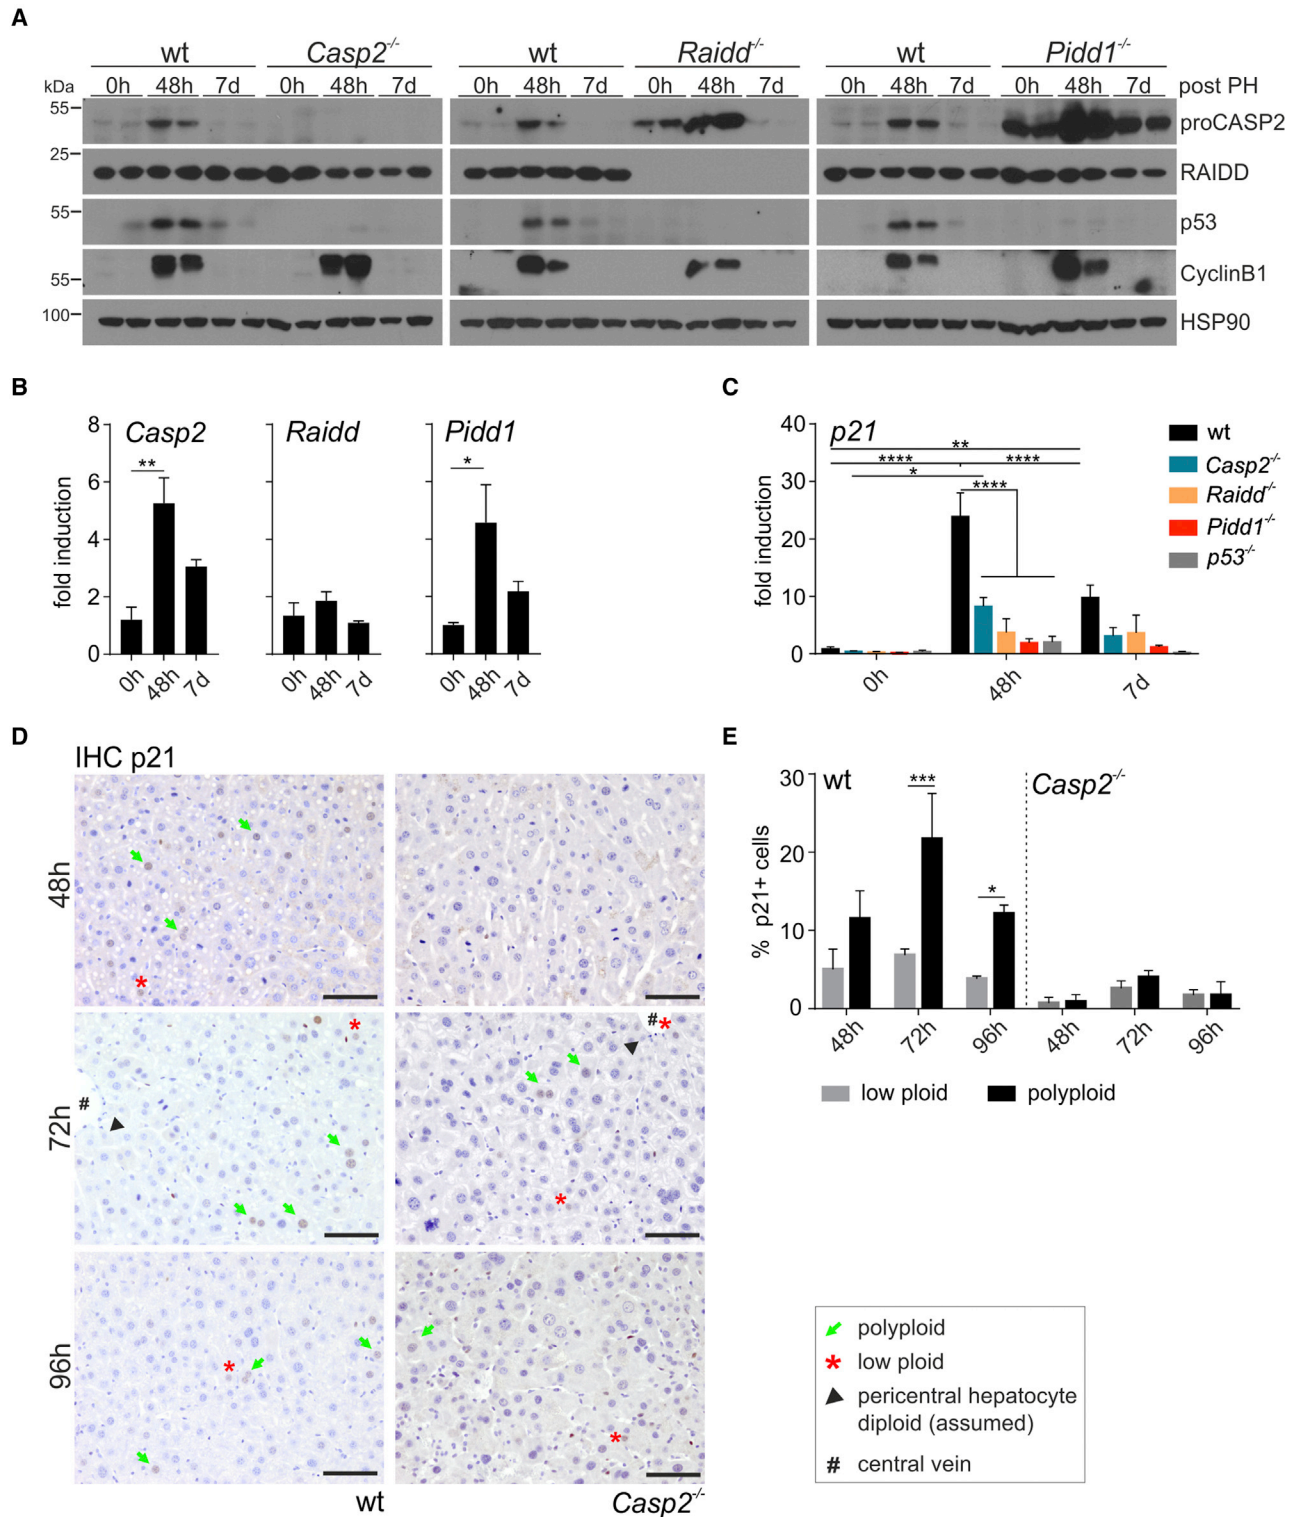 A
wt Casp2-/- wt Raidd-/- wt Pidd1-/-
kDa 0h 48h 7d 0h 48h 7d 0h 48h 7d 0h 48h 7d 0h 48h 7d 0h 48h 7d post PH
55 proCASP2
25 RAIDD
55 p53
55 CyclinB1
100 HSP90
B
fold induction
8
6
4
2
0
Casp2
**
0h 48h 7d
Raidd
0h 48h 7d
Pidd1
*
0h 48h 7d
C
fold induction
40
30
20
10
0
p21
**
**** ****
*
****
0h 48h 7d
wt
Casp2-/-
Raidd-/-
Pidd1-/-
p53-/-
D
IHC p21
48h
*
72h
# *
# *
*
96h
*
*
wt Casp2-/-
E
% p21+ cells
30
20
10
0
wt Casp2-/-
***
*
48h 72h 96h 48h 72h 96h
low ploid polyploid
polyploid
* low ploid
pericentral hepatocyte
diploid (assumed)
# central vein